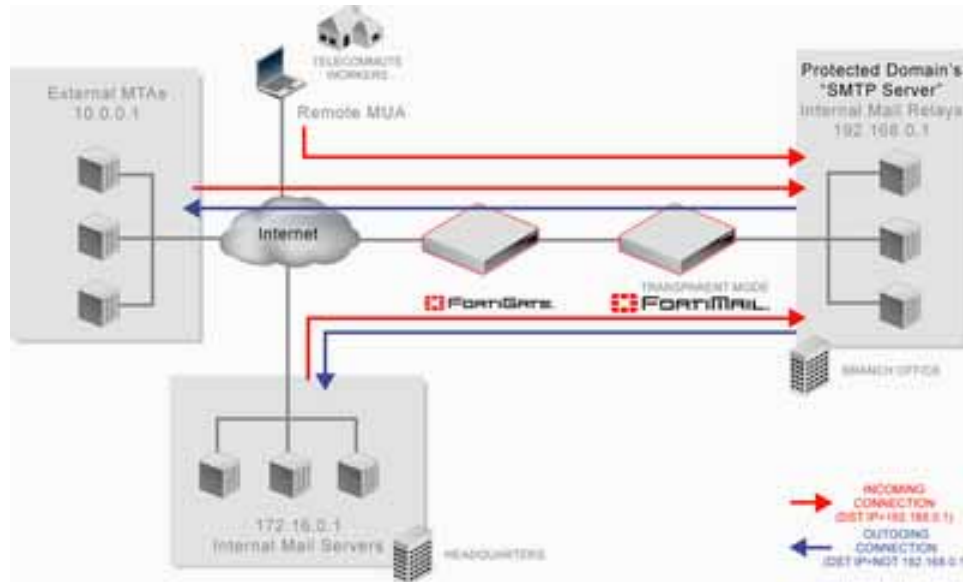 TELECOMMUTE
WORKERS
External MTAs
10.0.0.1
Remote MUA
Protected Domain's
"SMTP Server"
Internal Mail Relays
192.168.0.1
Internet
FORTIGATE
TRANSPARENT MODE
FORTIMAIL
BRANCH OFFICE
172.16.0.1
Internal Mail Servers
HEADQUARTERS
INCOMING
CONNECTION
(DST IP=192.168.0.1)
OUTGOING
CONNECTION
(DST IP=NOT 192.168.0.1